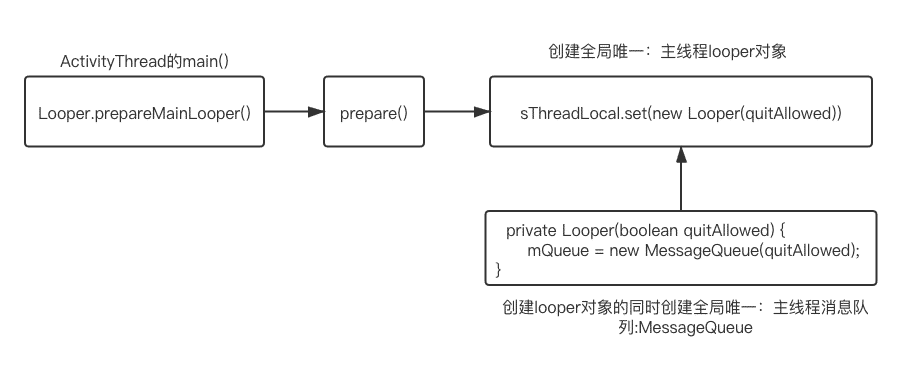 ActivityThread的main()
创建全局唯一：主线程looper对象
Looper.prepareMainLooper()
prepare()
sThreadLocal.set(new Looper(quitAllowed))
private Looper(boolean quitAllowed) {
mQueue = new MessageQueue(quitAllowed);
}
创建looper对象的同时创建全局唯一：主线程消息队
列:MessageQueue